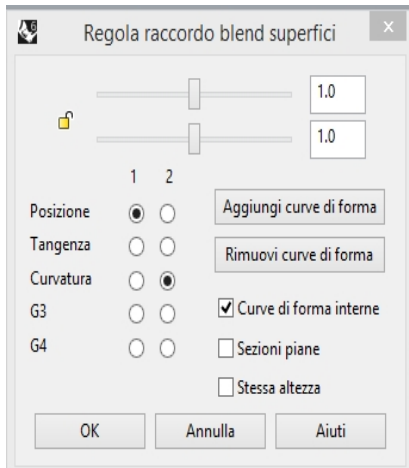 Regola raccordo blend superfici
x
1.0
1.0
1 2
Posizione
Aggiungi curve di forma
Tangenza
Rimuovi curve di forma
Curvatura
G3
Curve di forma interne
G4
Sezioni piane
Stessa altezza
OK Annulla Aiuti